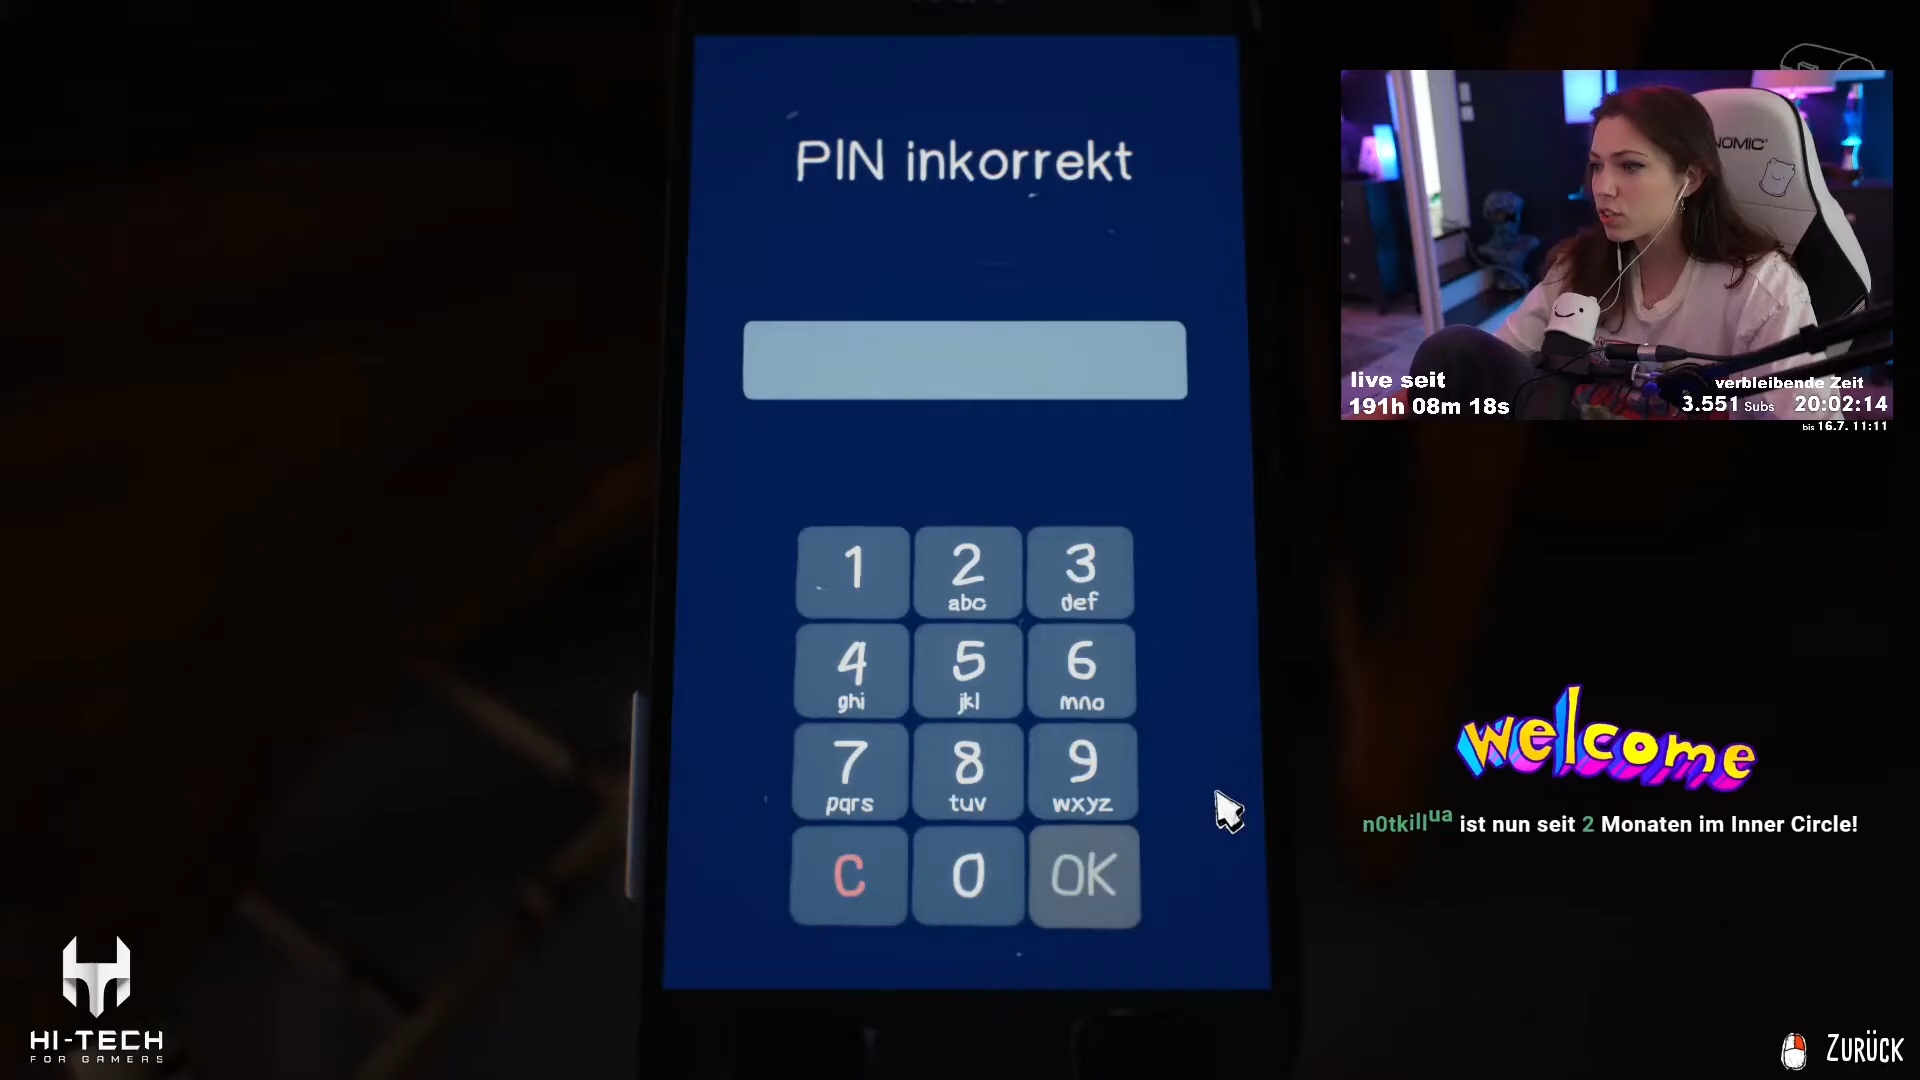 PIN inkorrekt
1
2
abc
3
def
4
ghi
5
jkl
6
mno
7
pqrs
8
tuv
9
wxyz
C
0
OK
NOMIC
live seit
191h 08m 18s
verbleibende Zeit
3.551 Subs 20:02:14
bis 16.7. 11:11
welcome
n0tkillua ist nun seit 2 Monaten im Inner Circle!
HI-TECH
FOR GAMERS
ZURÜCK